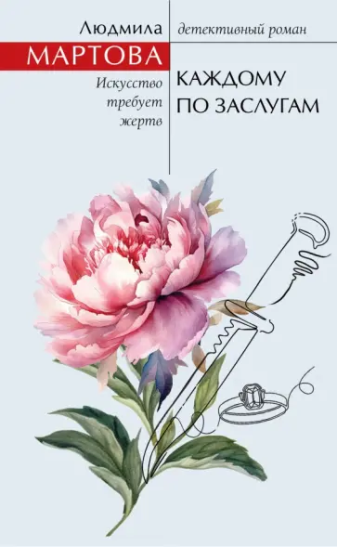 Людмила
МАРТОВА
Искусство
требует
жертв
детективный роман
КАЖДОМУ
ПО ЗАСЛУГАМ